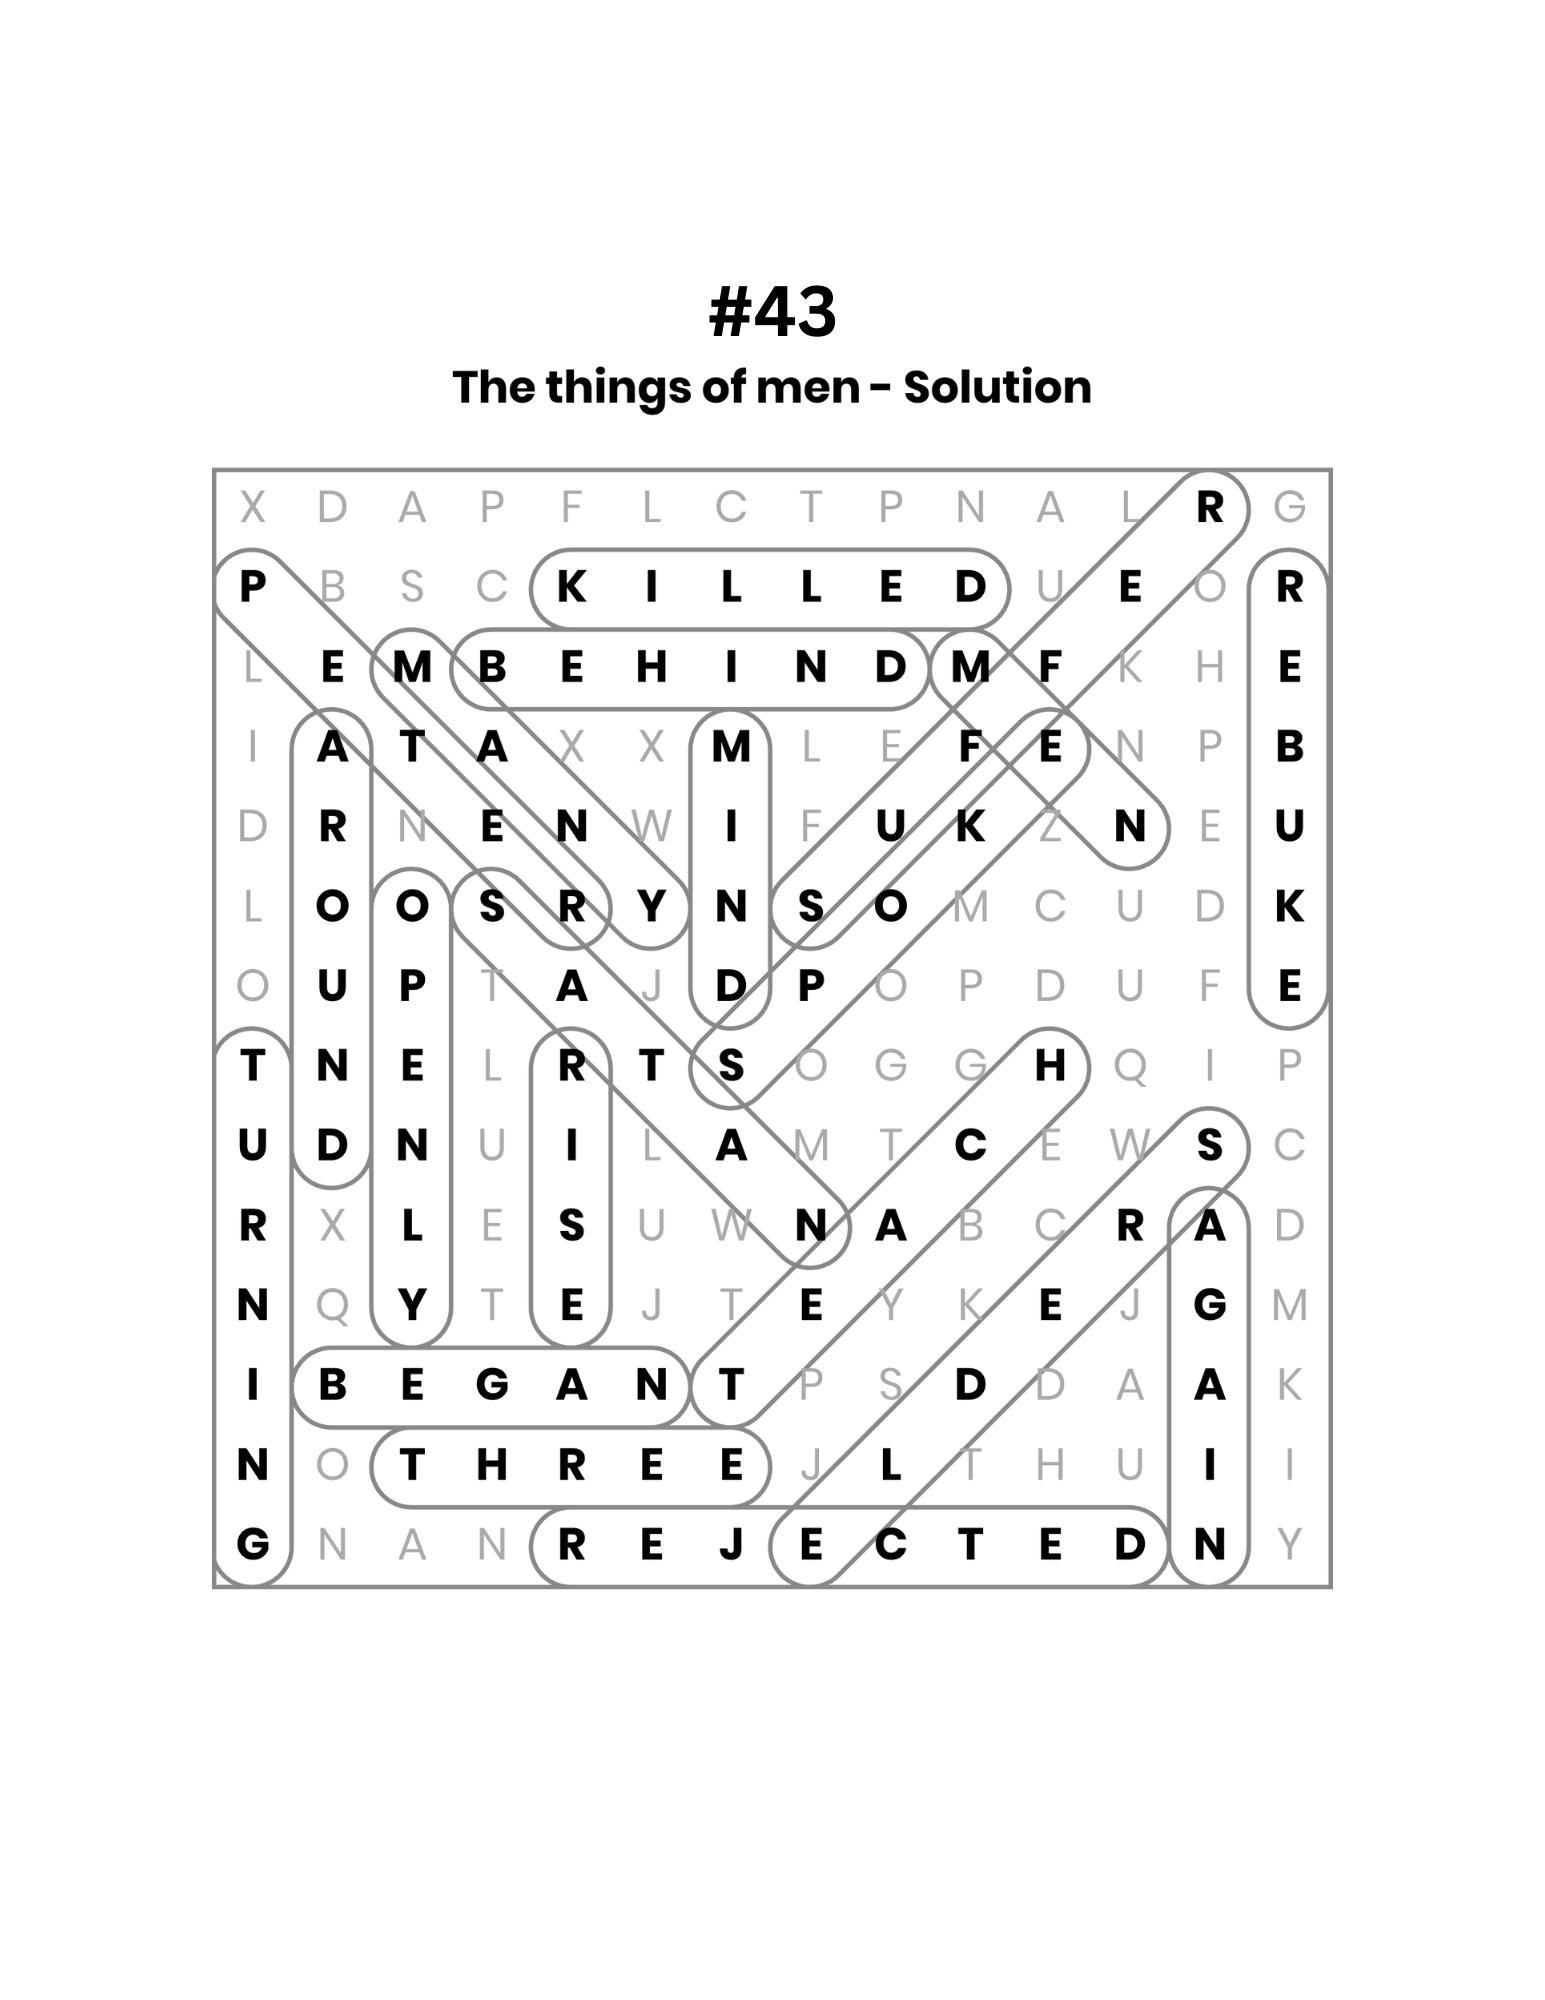 #43
The things of men - Solution
X D A P F L C T P N A L R G
P B S C K I L L E D U E O R
L E M B E H I N D M F K H E
I A T A X X M L E F E N P B
D R N E N W I F U K Z N E U
L O O S R Y N S O M C U D K
O U P T A J D P O P D U F E
T N E L R T S O G G H Q I P
U D N U I L A M T C E W S C
R X L E S U W N A B C R A D
N Q Y T E J T E Y K E J G M
I B E G A N T P S D D A A K
N O T H R E E J L T H U I I
G N A N R E J E C T E D N Y